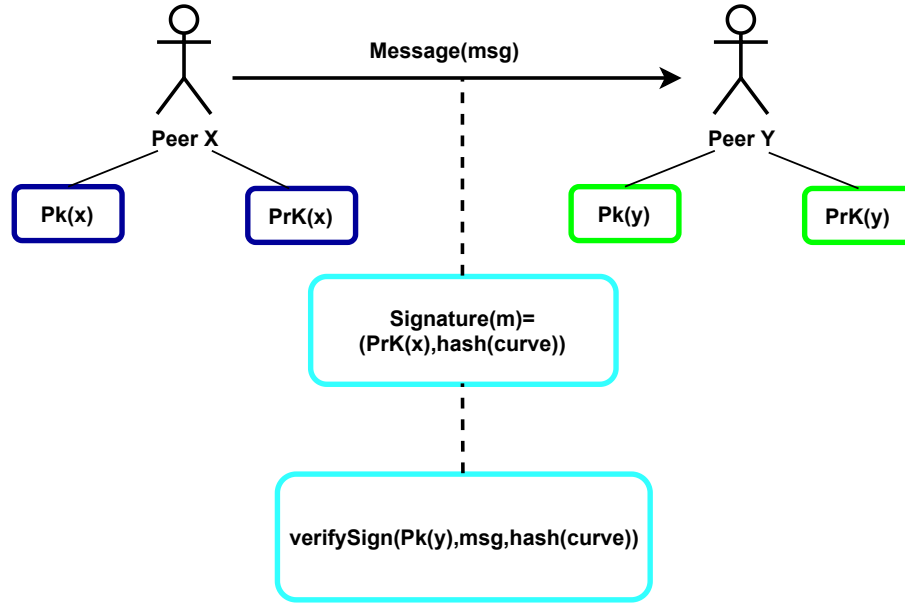 Message(msg)
Peer X
Peer Y
Pk(x)
PrK(x)
Pk(y)
PrK(y)
Signature(m)=
(PrK(x),hash(curve))
verifySign(Pk(y),msg,hash(curve))